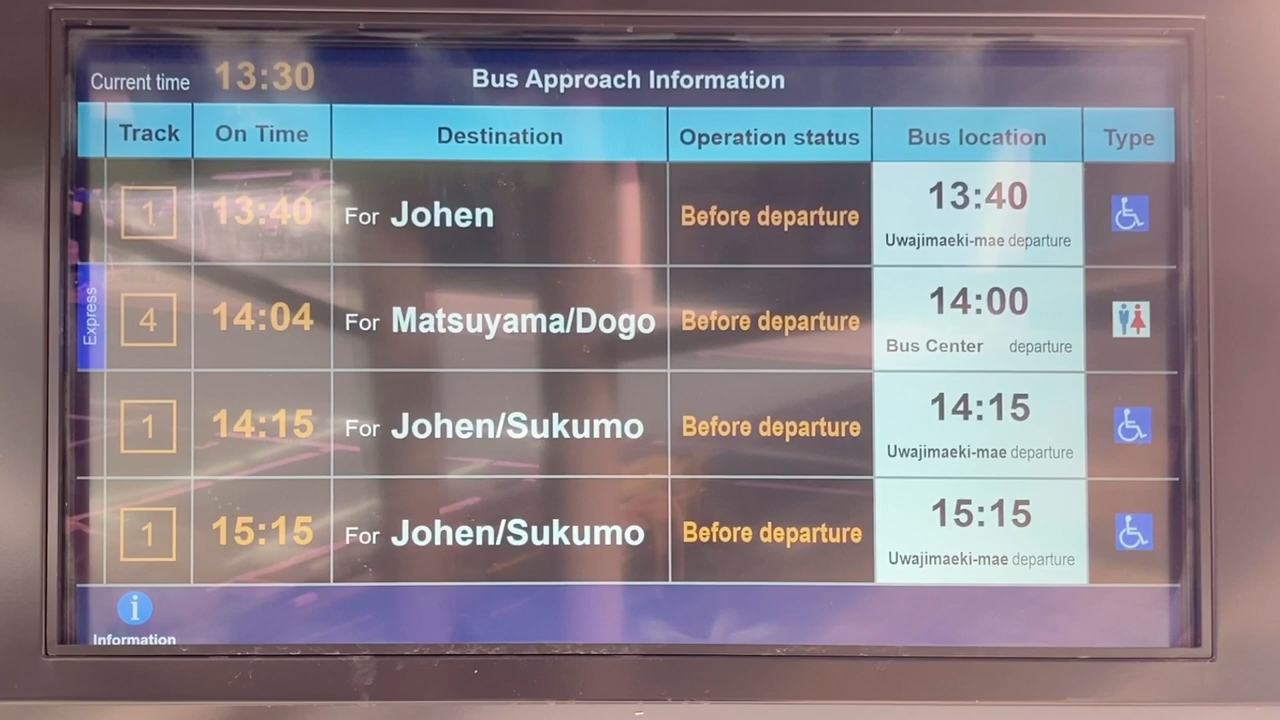 Current time 13:30 Bus Approach Information
Track On Time Destination Operation status Bus location Type
1 13:40 For Johen Before departure 13:40
Uwajimaeki-mae departure
Express 4 14:04 For Matsuyama/Dogo Before departure 14:00
Bus Center departure
1 14:15 For Johen/Sukumo Before departure 14:15
Uwajimaeki-mae departure
1 15:15 For Johen/Sukumo Before departure 15:15
Uwajimaeki-mae departure
i
Information